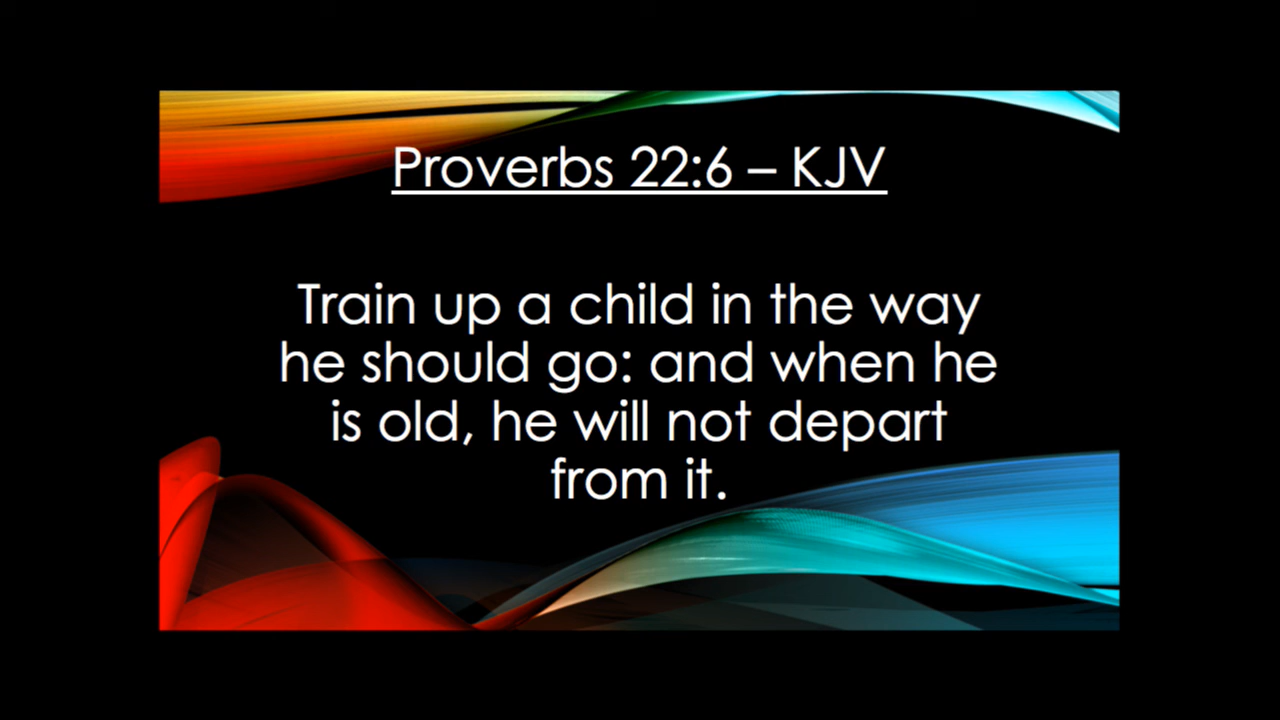 Proverbs 22:6 – KJV
Train up a child in the way
he should go: and when he
is old, he will not depart
from it.